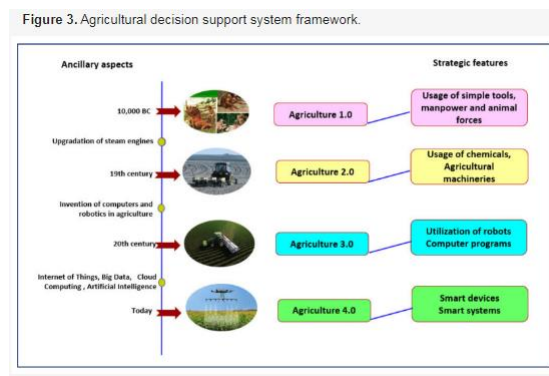 Figure 3. Agricultural decision support system framework.
Ancillary aspects
Strategic features
10,000 BC
Agriculture 1.0
Usage of simple tools,
manpower and animal
forces
Upgradation of steam engines
19th century
Agriculture 2.0
Usage of chemicals,
Agricultural
machineries
Invention of computers and
robotics in agriculture
20th century
Agriculture 3.0
Utilization of robots
Computer programs
Internet of Things, Big Data, Cloud
Computing , Artificial Intelligence
Today
Agriculture 4.0
Smart devices
Smart systems